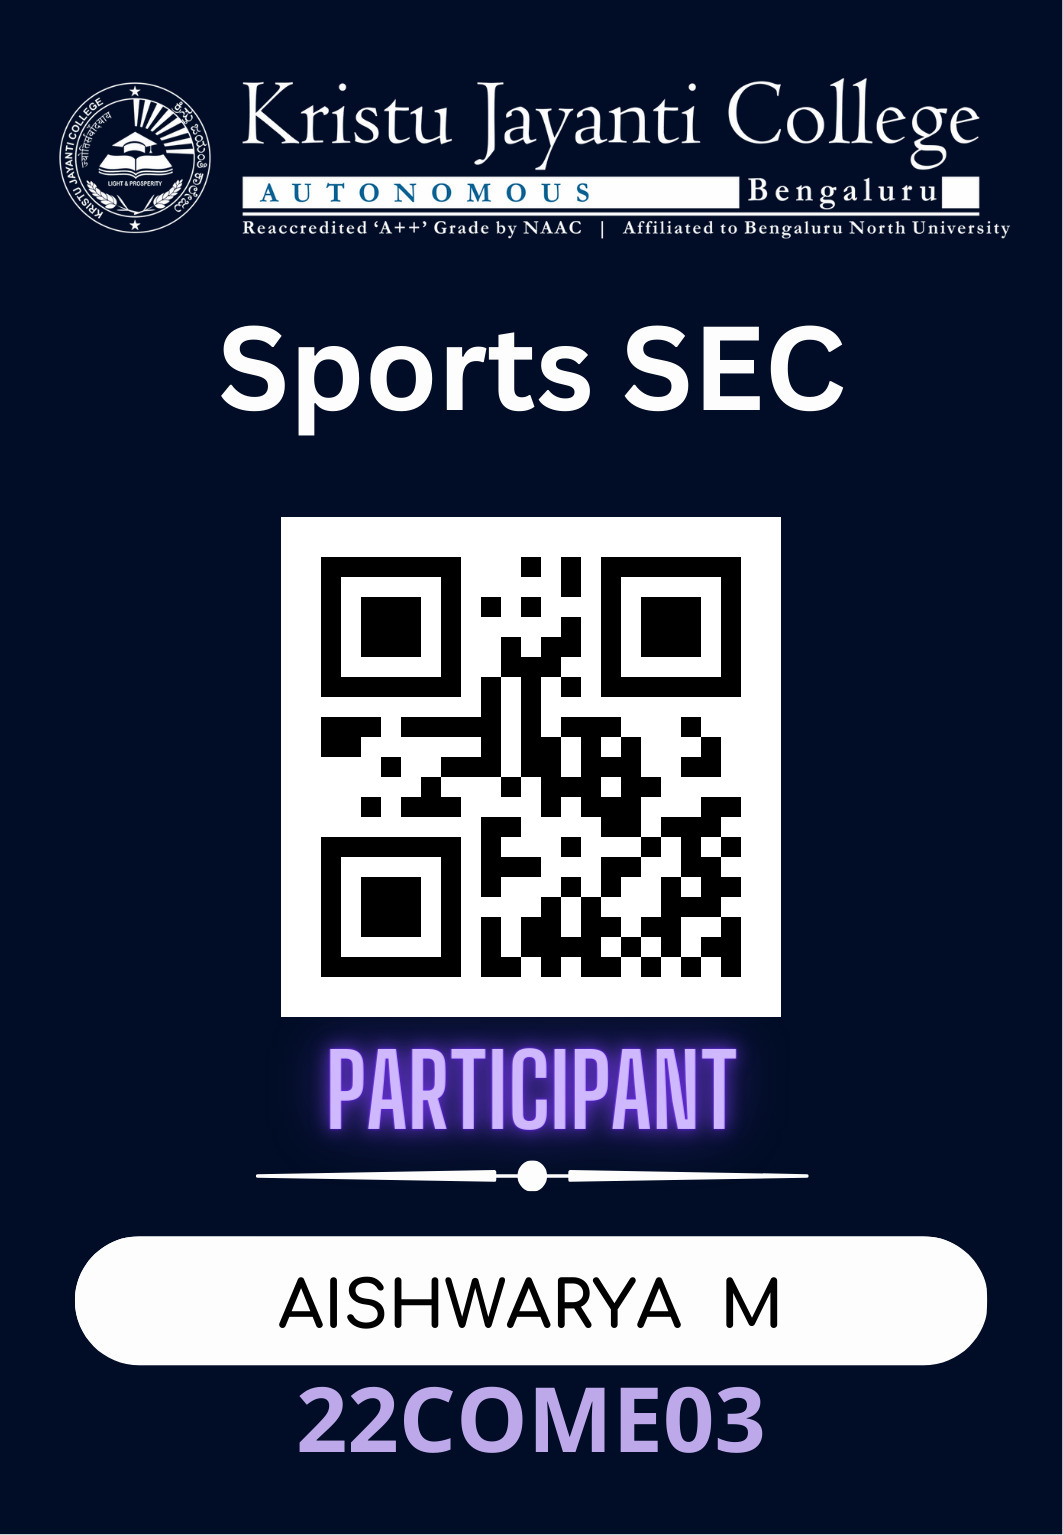 Kristu Jayanti College
AUTONOMOUS Bengaluru
Reaccredited ‘A++’ Grade by NAAC | Affiliated to Bengaluru North University
KRISTU JAYANTI COLLEGE
LIGHT & PROSPERITY
Sports SEC
PARTICIPANT
AISHWARYA M
22COME03